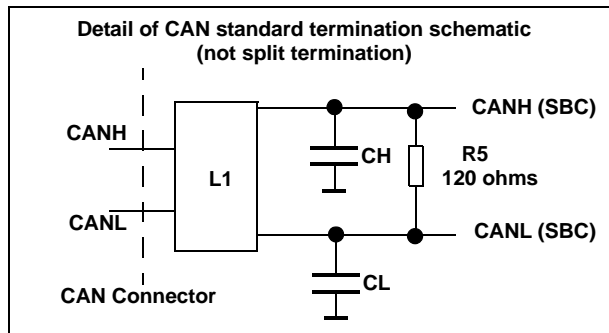 Detail of CAN standard termination schematic
(not split termination)
CANH
CANH (SBC)
CH
R5
120 ohms
L1
CANL
CANL (SBC)
CL
CAN Connector